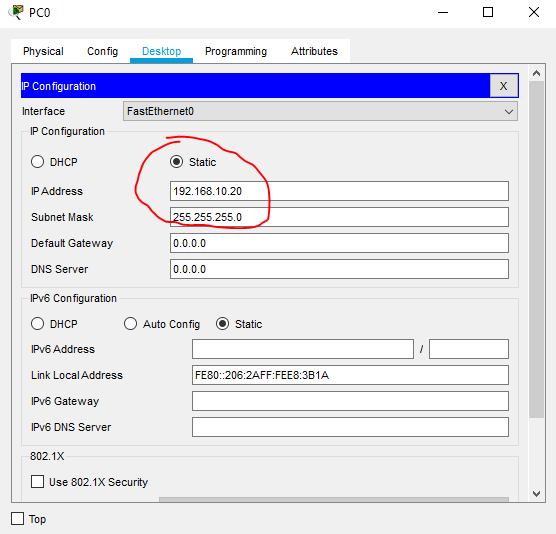 PC0
Physical Config Desktop Programming Attributes
IP Configuration X
Interface FastEthernet0
IP Configuration
DHCP Static
IP Address 192.168.10.20
Subnet Mask 255.255.255.0
Default Gateway 0.0.0.0
DNS Server 0.0.0.0
IPv6 Configuration
DHCP Auto Config Static
IPv6 Address /
Link Local Address FE80::206:2AFF:FEE8:3B1A
IPv6 Gateway
IPv6 DNS Server
802.1X
Use 802.1X Security
Top